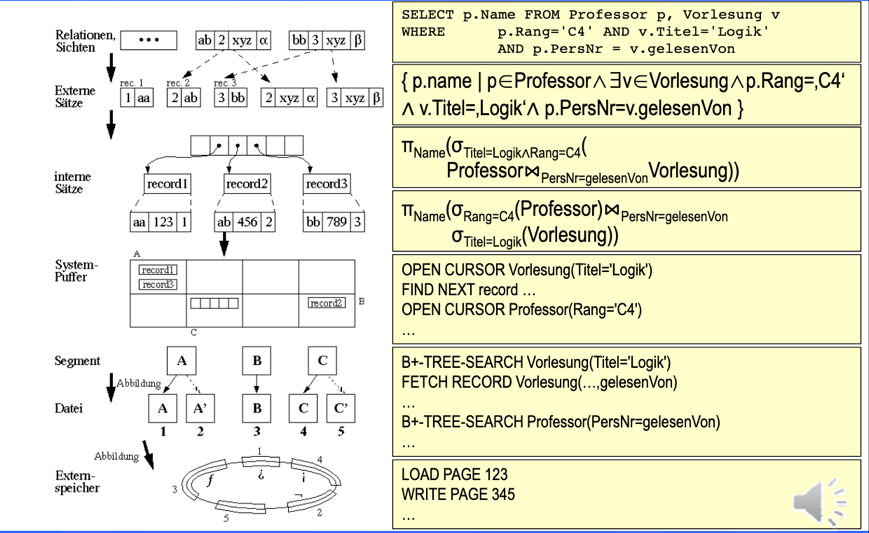 Relationen,
Sichten
•••
ab 2 xyz α
bb 3 xyz β
Externe
Sätze
rec. 1
rec. 2
rec. 3
1 aa
2 ab
3 bb
2 xyz α
3 xyz β
interne
Sätze
record1
record2
record3
aa 123 1
ab 456 2
bb 789 3
System-
Puffer
A
record1
record3
record2
B
C
Segment
A
B
C
Abbildung
Datei
A
A'
B
C
C'
1
2
3
4
5
Abbildung
Extern-
speicher
1
4
3
5
2
f
¿
i
¬
SELECT p.Name FROM Professor p, Vorlesung v
WHERE p.Rang='C4' AND v.Titel='Logik'
AND p.PersNr = v.gelesenVon
{ p.name | p∈Professor∧∃v∈Vorlesung∧p.Rang=‚C4‘
∧ v.Titel=‚Logik‘∧ p.PersNr=v.gelesenVon }
πName(σTitel=Logik∧Rang=C4(
Professor⋈PersNr=gelesenVonVorlesung))
πName(σRang=C4(Professor)⋈PersNr=gelesenVon
σTitel=Logik(Vorlesung))
OPEN CURSOR Vorlesung(Titel='Logik')
FIND NEXT record ...
OPEN CURSOR Professor(Rang='C4')
...
B+-TREE-SEARCH Vorlesung(Titel='Logik')
FETCH RECORD Vorlesung(...,gelesenVon)
...
B+-TREE-SEARCH Professor(PersNr=gelesenVon)
...
LOAD PAGE 123
WRITE PAGE 345
...